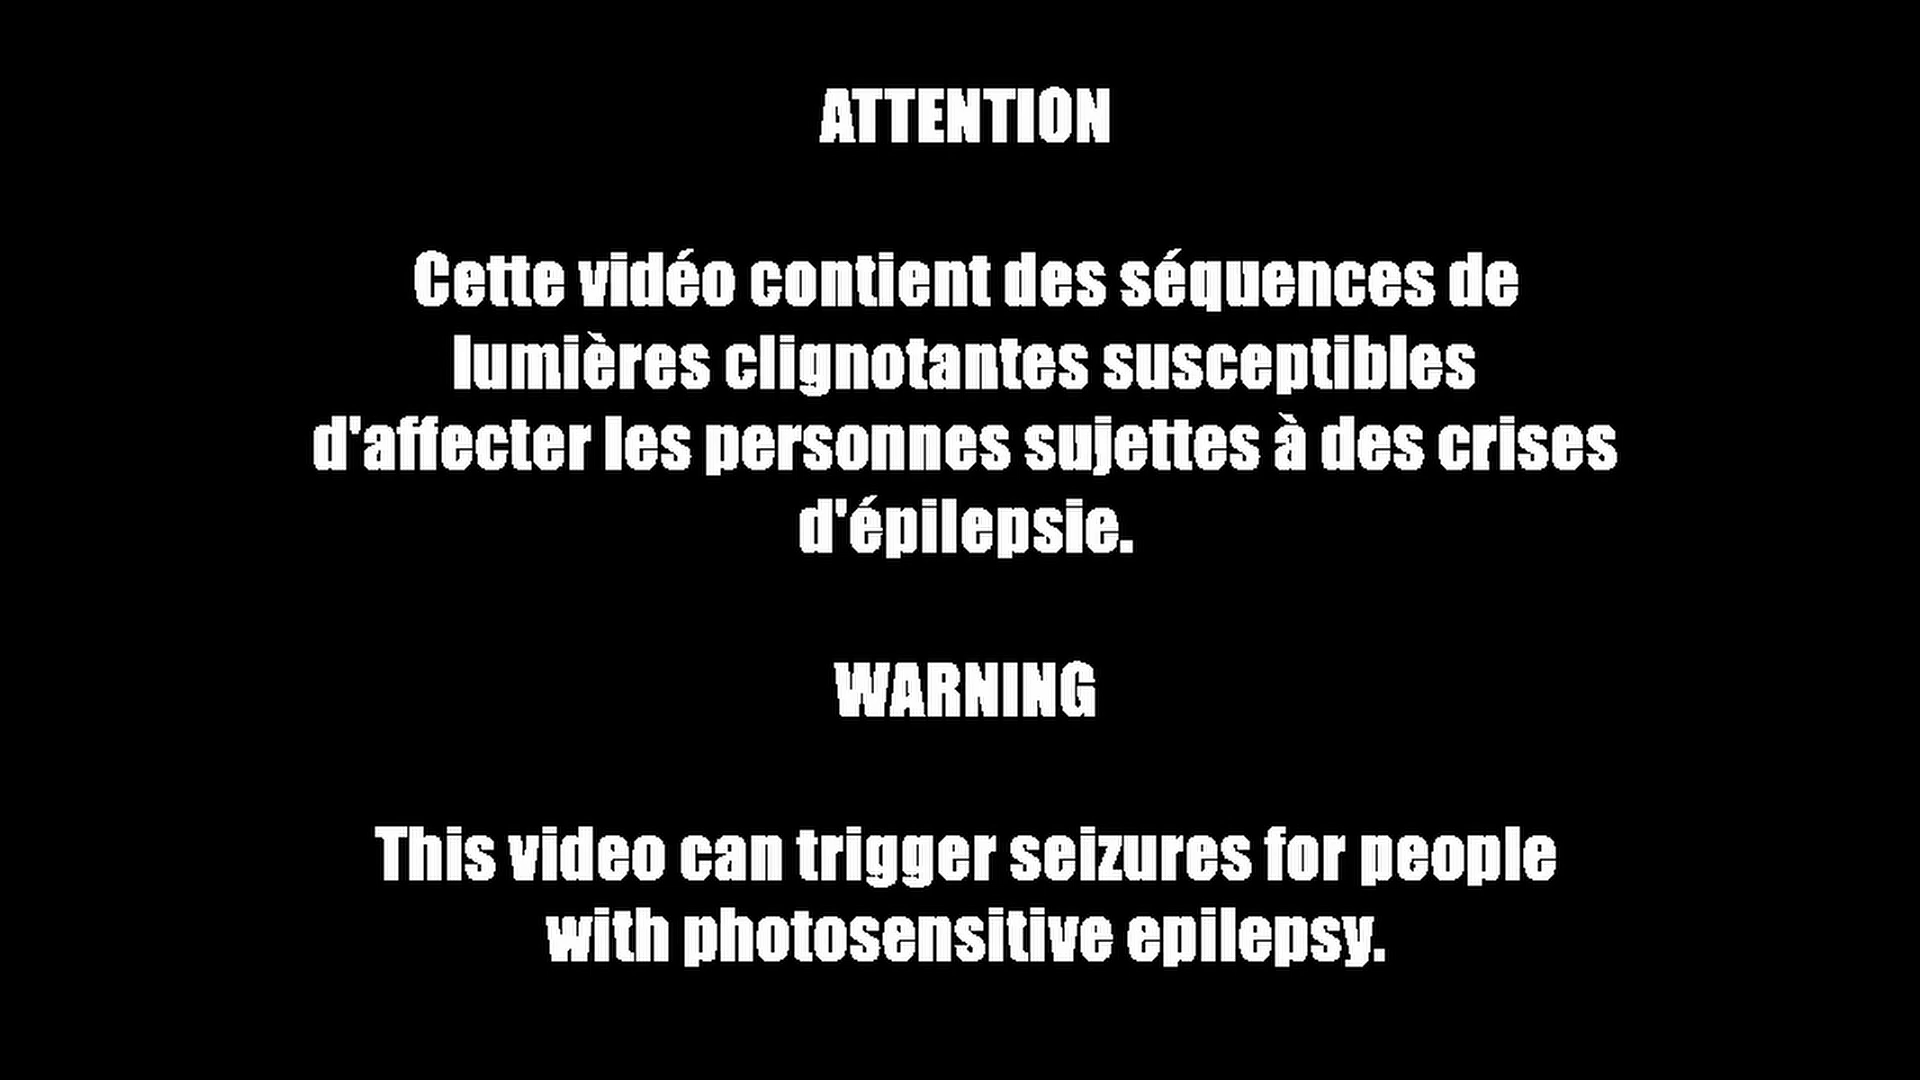 ATTENTION
Cette vidéo contient des séquences de
lumières clignotantes susceptibles
d'affecter les personnes sujettes à des crises
d'épilepsie.
WARNING
This video can trigger seizures for people
with photosensitive epilepsy.